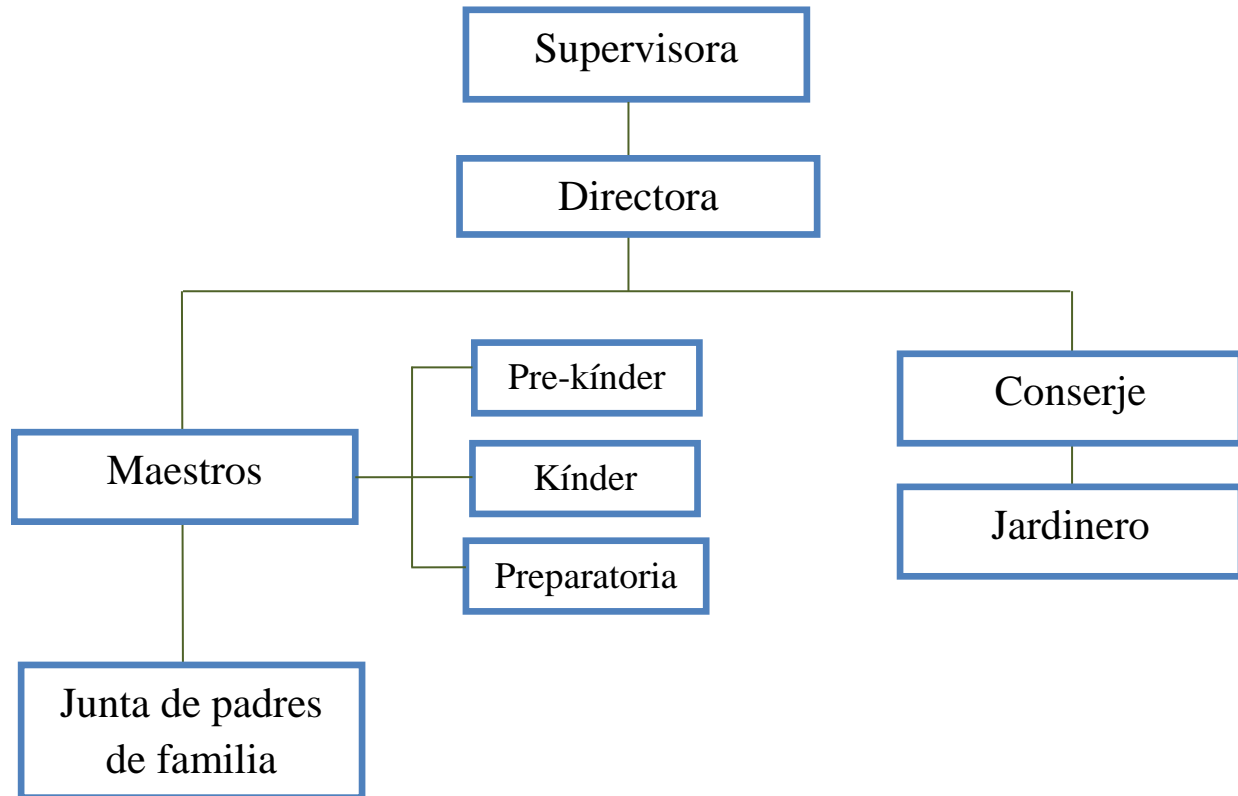 Supervisora
Directora
Pre-kínder
Conserje
Maestros
Kínder
Jardinero
Preparatoria
Junta de padres
de familia